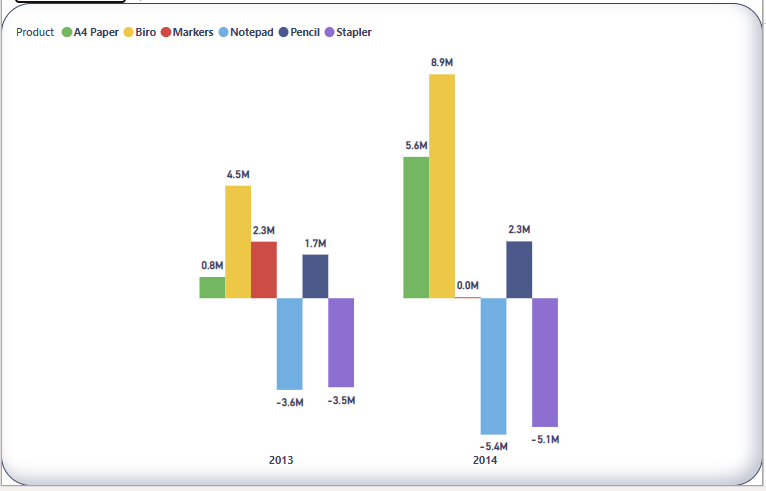 Product A4 Paper Biro Markers Notepad Pencil Stapler
8.9M
5.6M
4.5M
2.3M
2.3M
1.7M
0.8M
0.0M
-3.6M
-3.5M
-5.4M
-5.1M
2013
2014